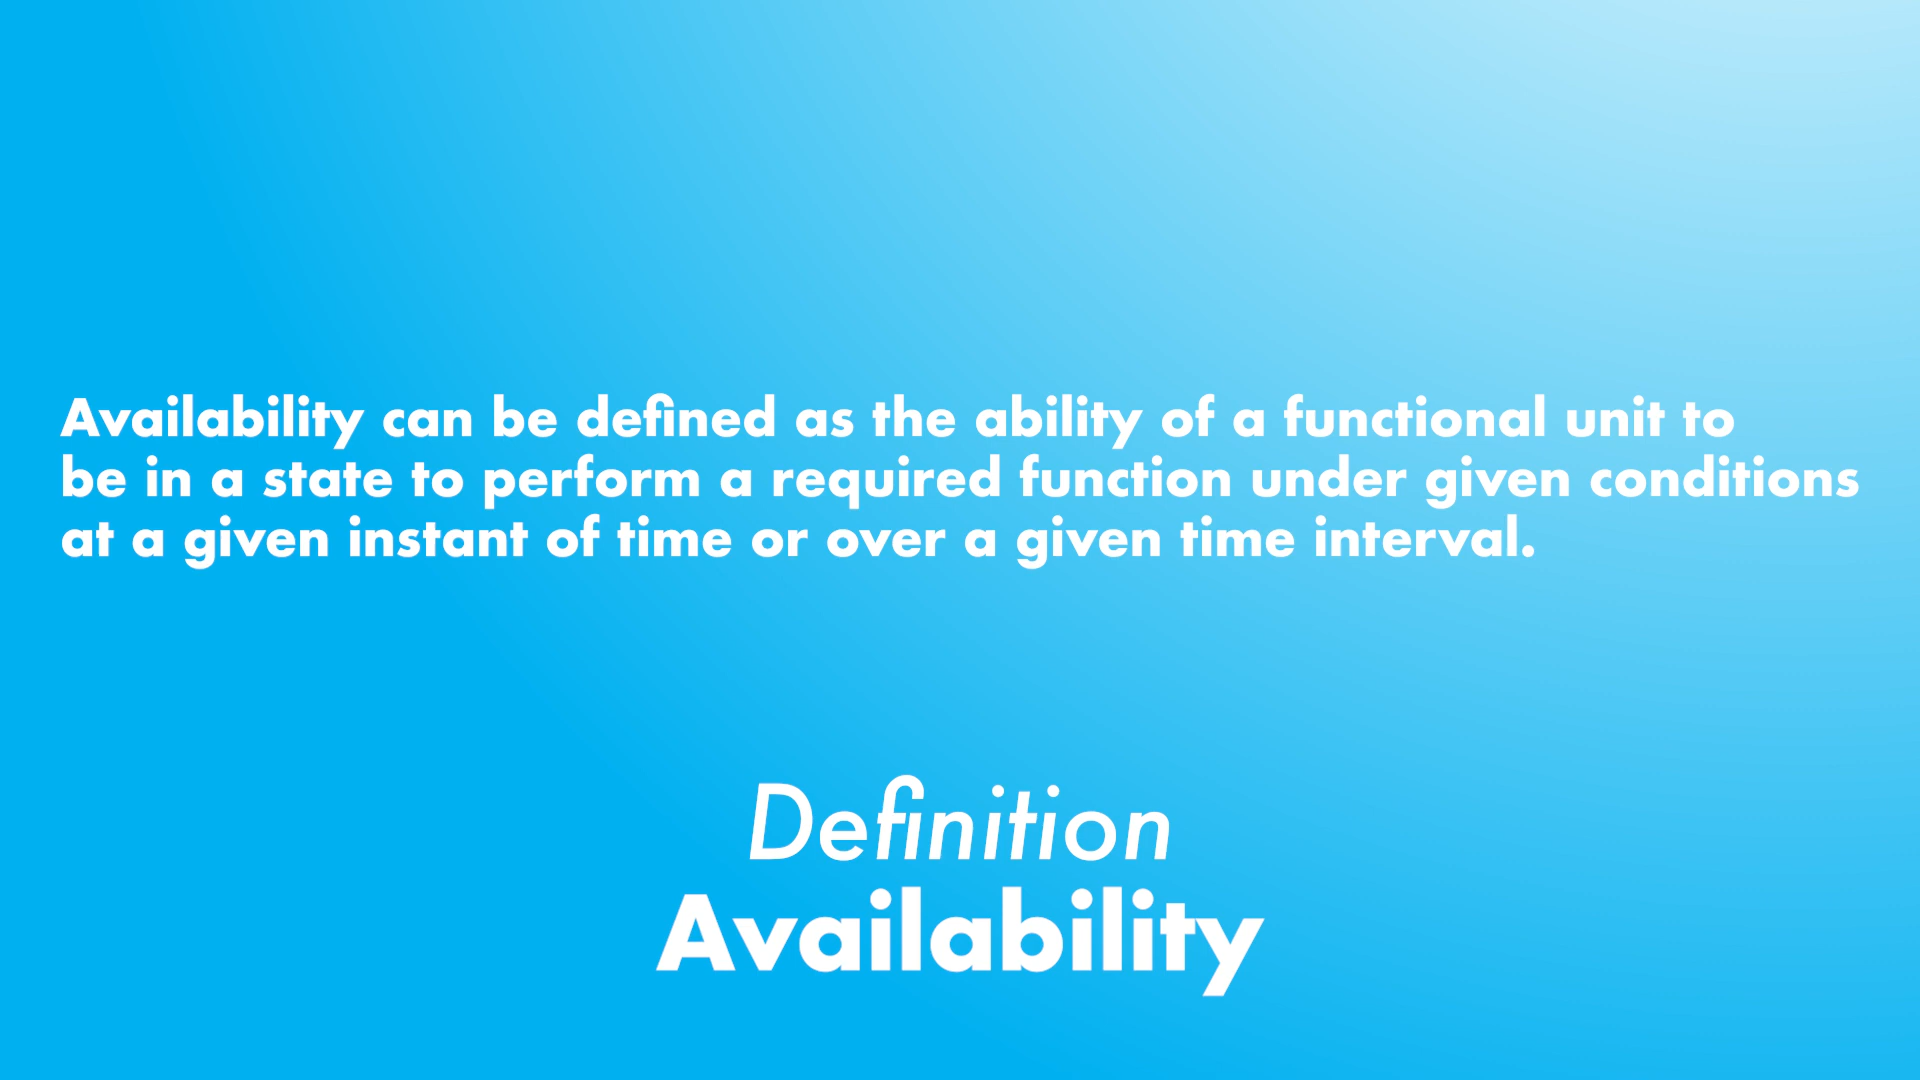 Availability can be defined as the ability of a functional unit to
be in a state to perform a required function under given conditions
at a given instant of time or over a given time interval.
Definition
Availability